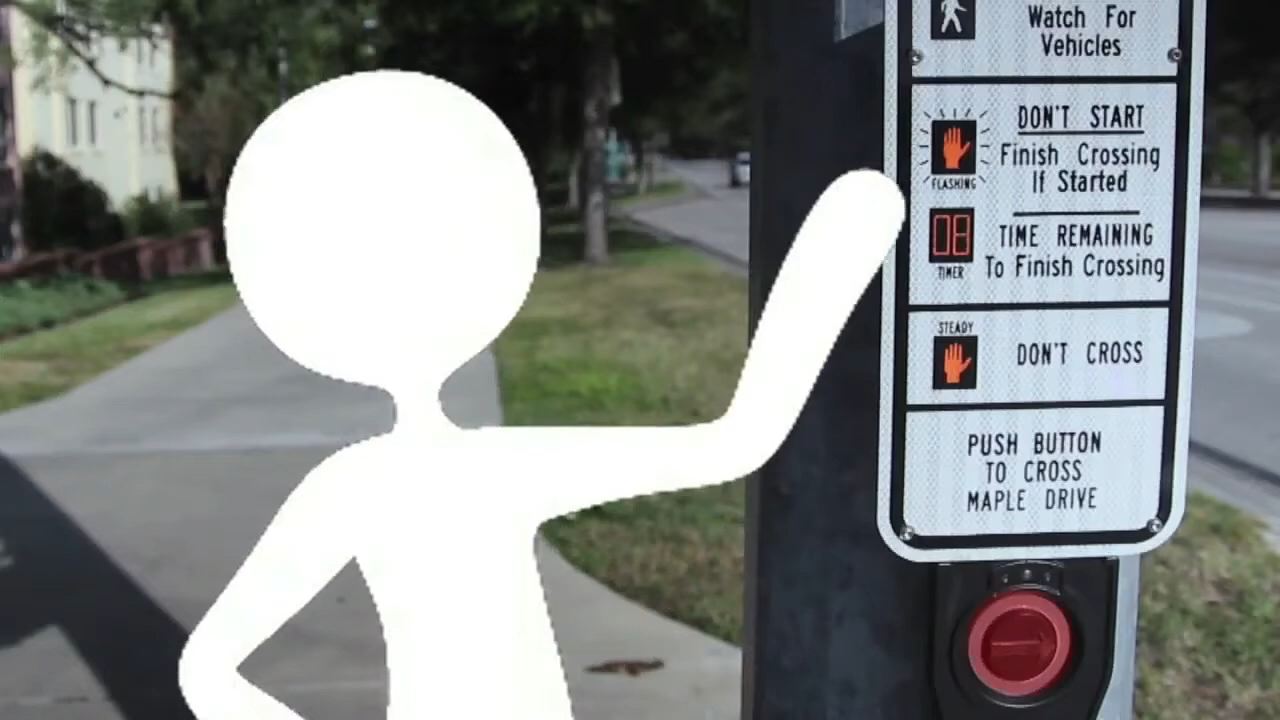 Watch For
Vehicles
DON'T START
Finish Crossing
If Started
FLASHING
08
TIME REMAINING
To Finish Crossing
TIMER
STEADY
DON'T CROSS
PUSH BUTTON
TO CROSS
MAPLE DRIVE